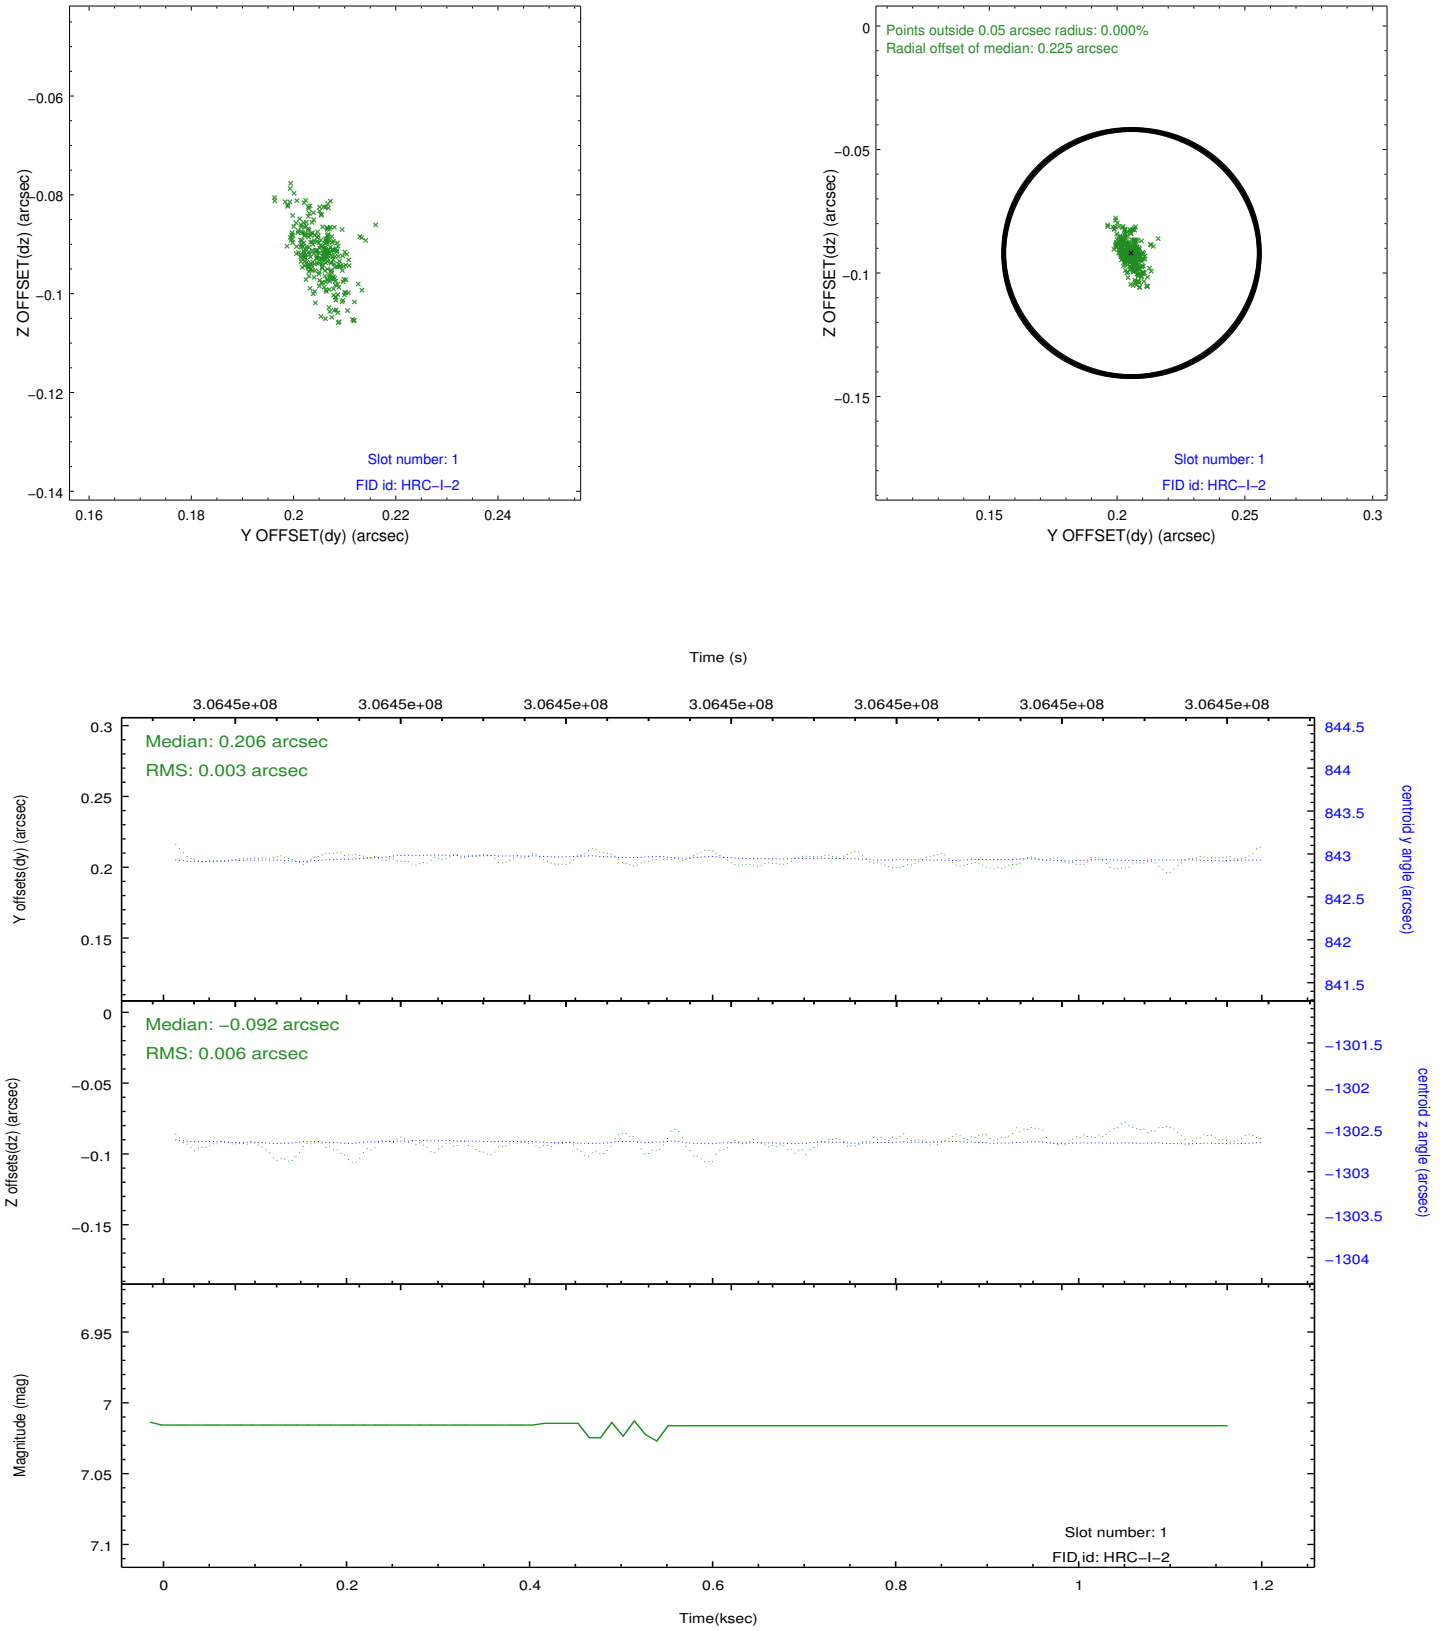 −0.06
−0.08
−0.1
−0.12
−0.14
Z OFFSET(dz) (arcsec)
Slot number: 1
FID id: HRC−I−2
0.16 0.18 0.2 0.22 0.24
Y OFFSET(dy) (arcsec)
Points outside 0.05 arcsec radius: 0.000%
Radial offset of median: 0.225 arcsec
0
−0.05
−0.1
−0.15
Z OFFSET(dz) (arcsec)
Slot number: 1
FID id: HRC−I−2
0.15 0.2 0.25 0.3
Y OFFSET(dy) (arcsec)
Time (s)
3.0645e+08 3.0645e+08 3.0645e+08 3.0645e+08 3.0645e+08 3.0645e+08 3.0645e+08
Median: 0.206 arcsec
RMS: 0.003 arcsec
0.3
0.25
0.2
0.15
Y offsets(dy) (arcsec)
844.5
844
843.5
843
842.5
842
841.5
centroid y angle (arcsec)
Median: −0.092 arcsec
RMS: 0.006 arcsec
0
−0.05
−0.1
−0.15
Z offsets(dz) (arcsec)
−1301.5
−1302
−1302.5
−1303
−1303.5
−1304
centroid z angle (arcsec)
6.95
7
7.05
7.1
Magnitude (mag)
Slot number: 1
FID id: HRC−I−2
0 0.2 0.4 0.6 0.8 1 1.2
Time(ksec)